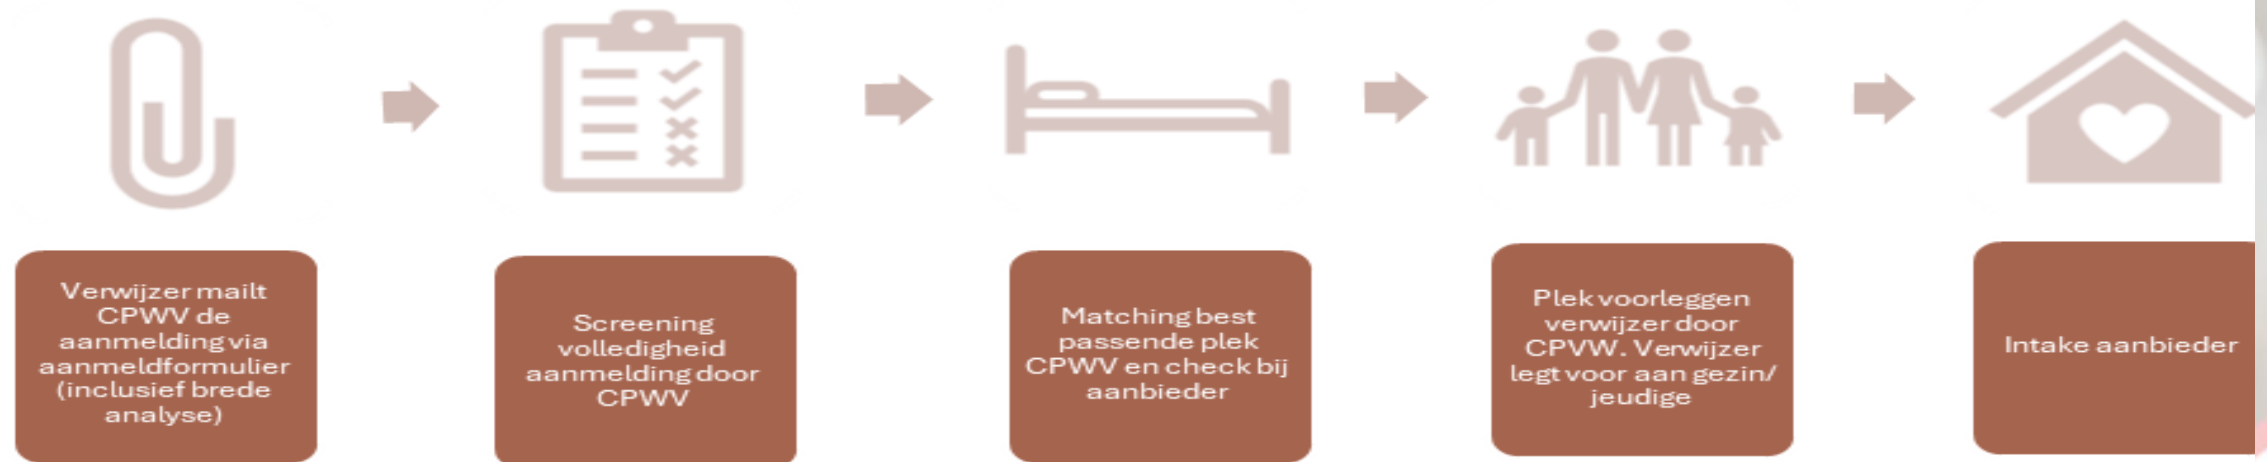 Verwijzer mailt
CPWV de
aanmelding via
aanmeldformulier
(inclusief brede
analyse)
Screening
volledigheid
aanmelding door
CPWV
Matching best
passende plek
CPWV en check bij
aanbieder
Plek voorleggen
verwijzer door
CPVW. Verwijzer
legt voor aan gezin/
jeudige
Intake aanbieder